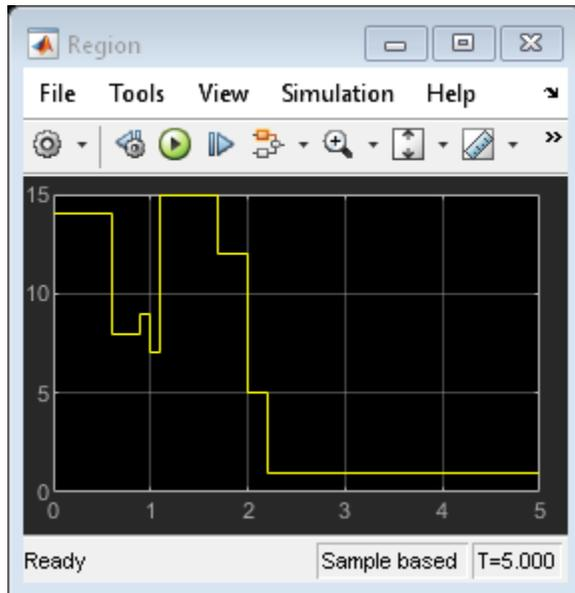 Region
File Tools View Simulation Help
15
10
5
0
0 1 2 3 4 5
Ready Sample based T=5.000